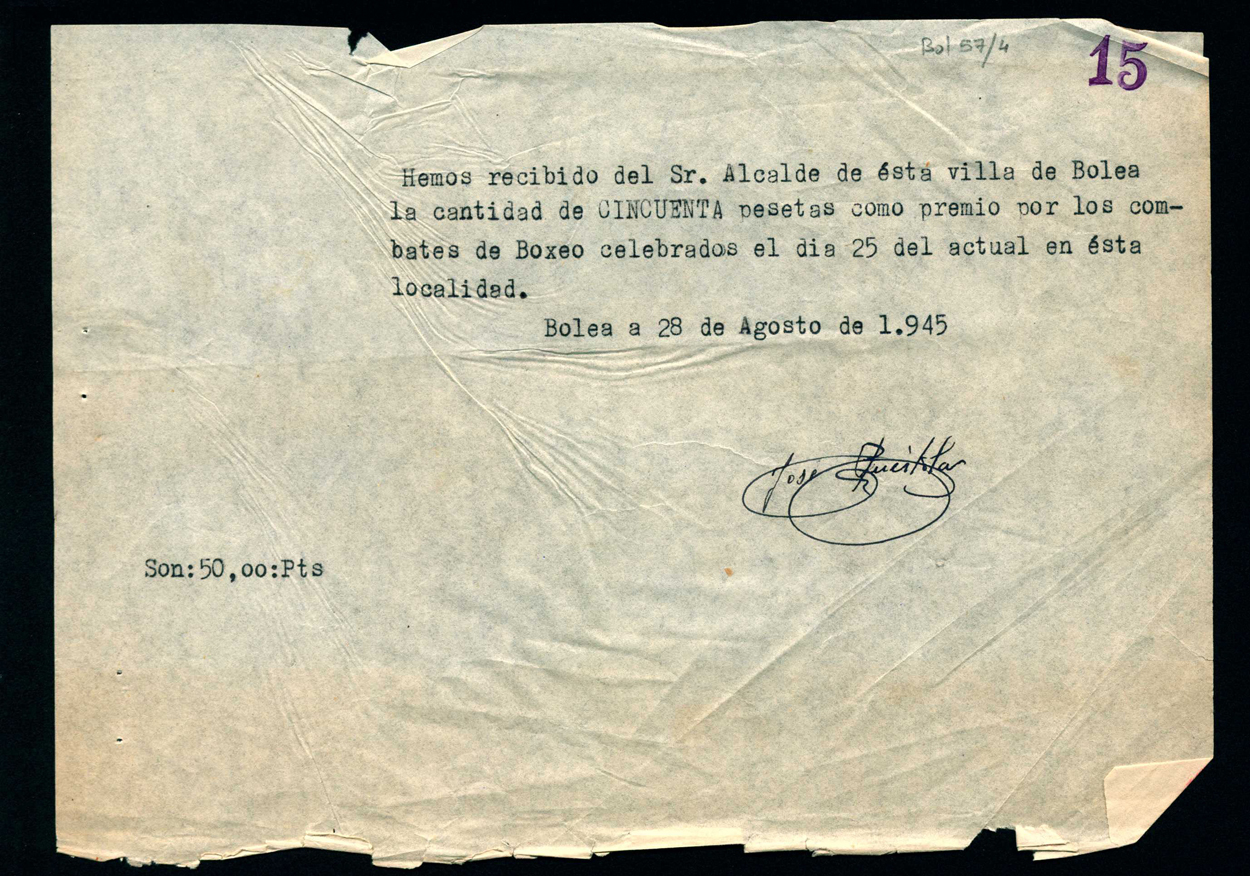 Bol 57/4
15
Hemos recibido del Sr. Alcalde de ésta villa de Bolea
la cantidad de CINCUENTA pesetas como premio por los com-
bates de Boxeo celebrados el dia 25 del actual en ésta
localidad.
Bolea a 28 de Agosto de 1.945
Jose
Son:50,oo:Pts